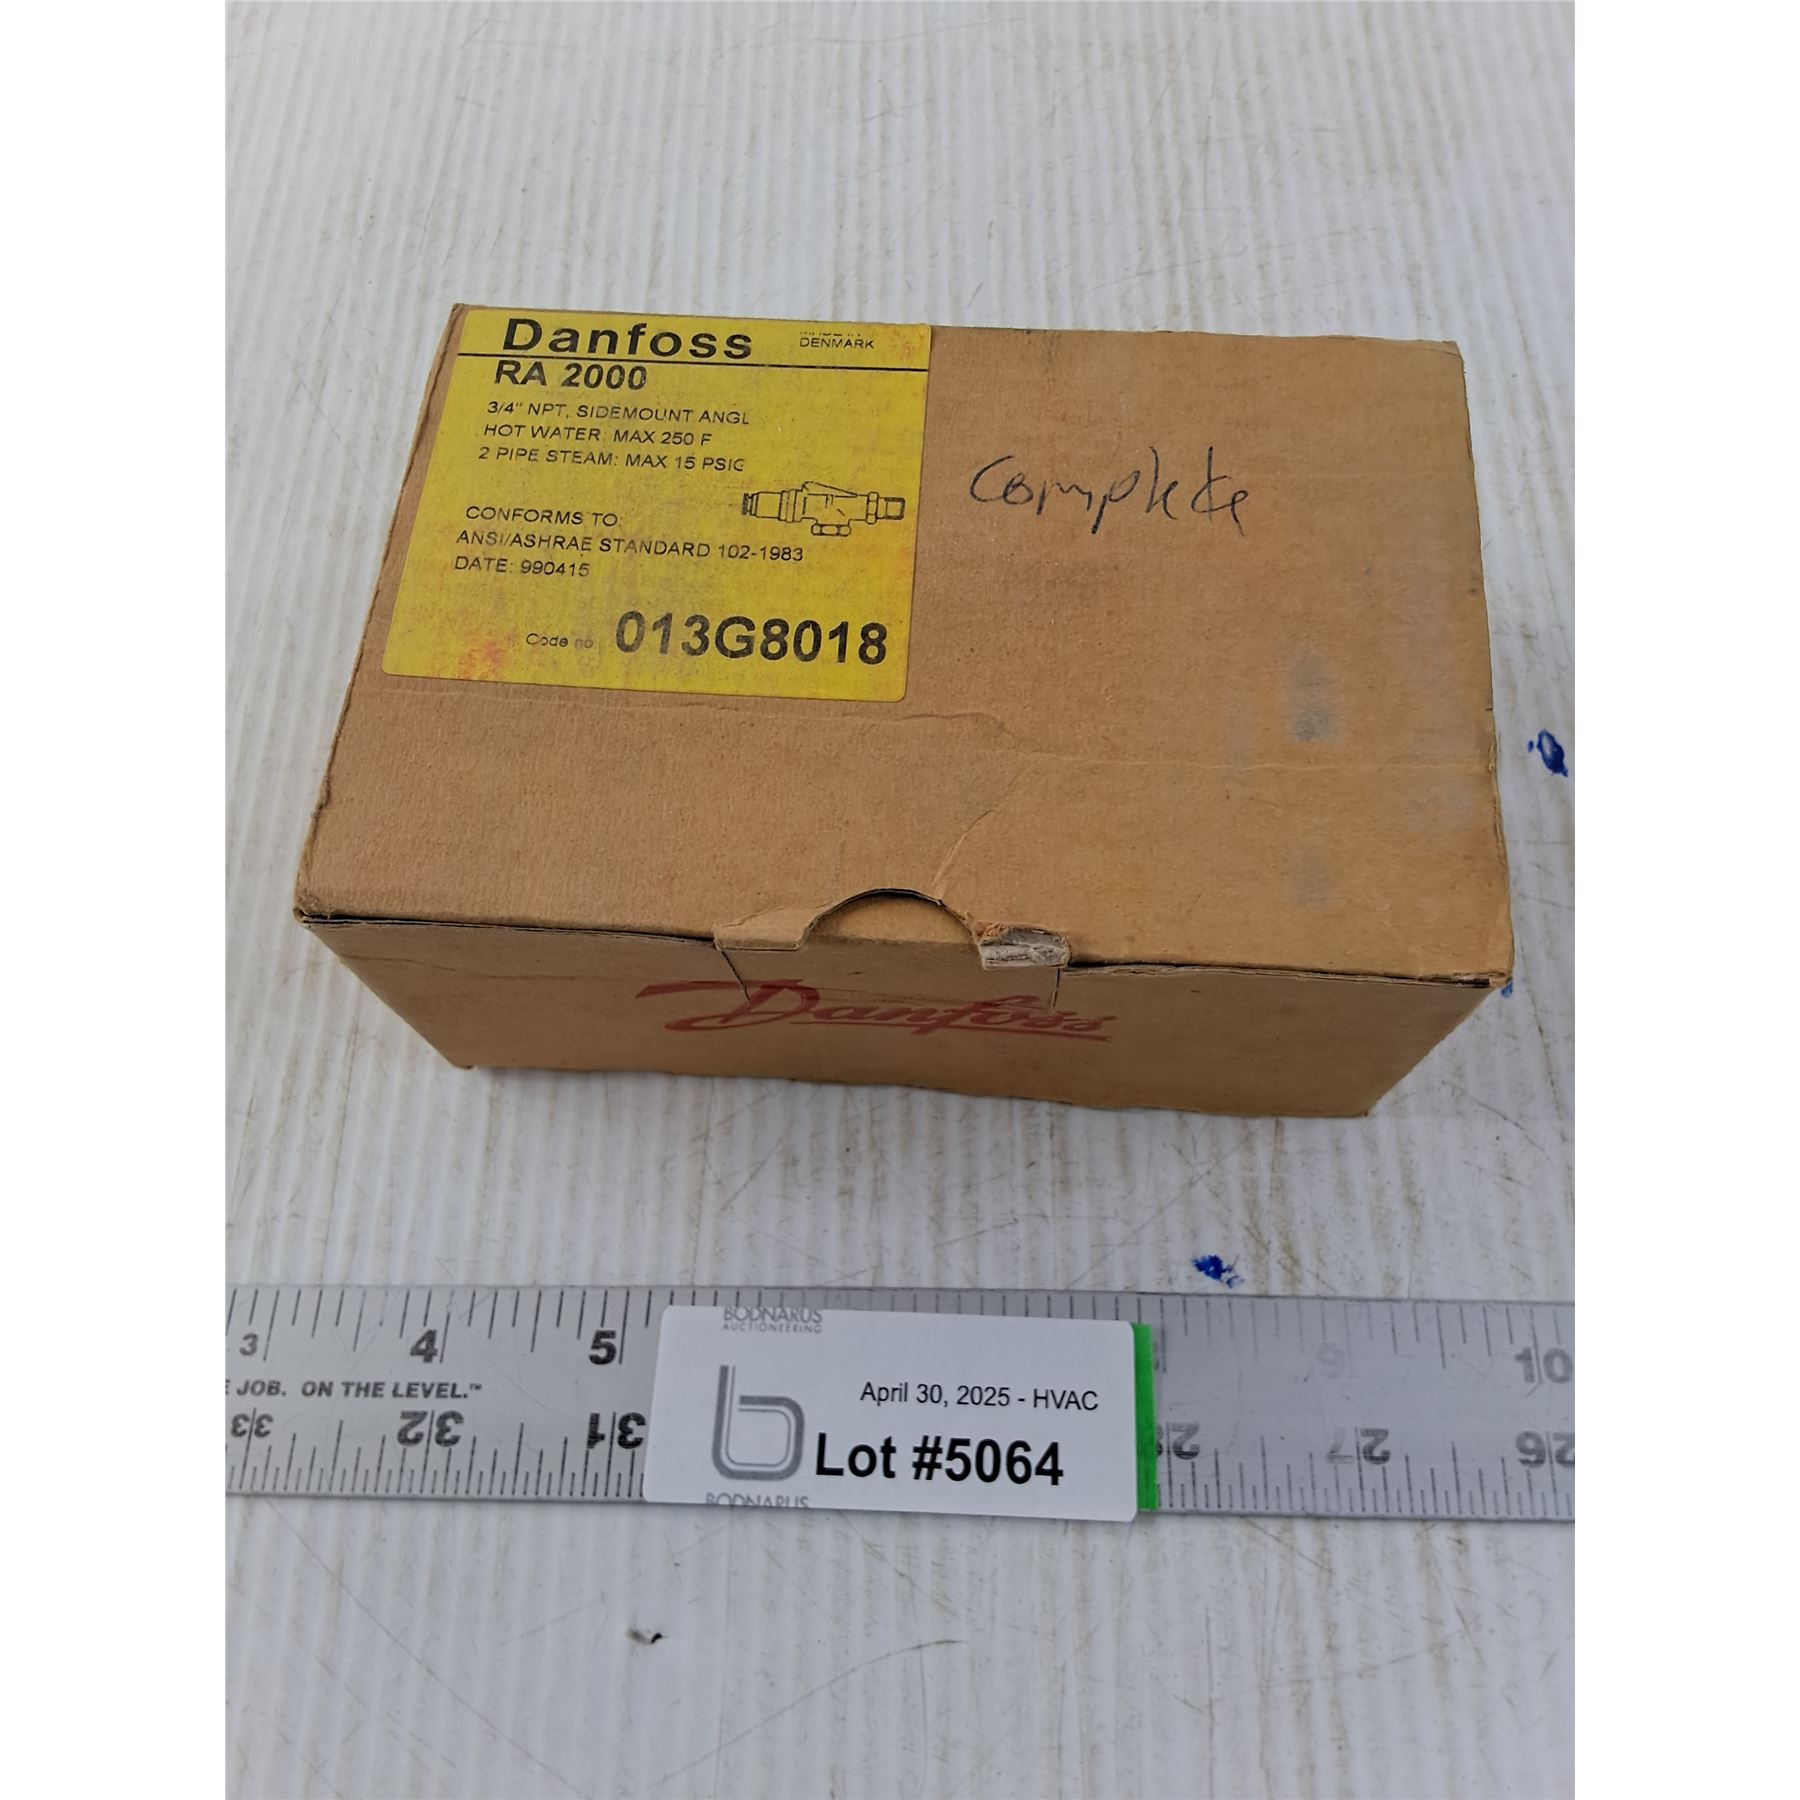 Danfoss
DENMARK
RA 2000
3/4" NPT, SIDEMOUNT ANGL
HOT WATER: MAX 250 F
2 PIPE STEAM: MAX 15 PSIG
CONFORMS TO:
ANSI/ASHRAE STANDARD 102-1983
DATE: 990415
Code no. 013G8018
Complete
Danfoss
3 4 5 10
JOB. ON THE LEVEL.™
33 32 31 28 27 26
BODNARUS
AUCTIONEERING
April 30, 2025 - HVAC
Lot #5064
BODNARUS